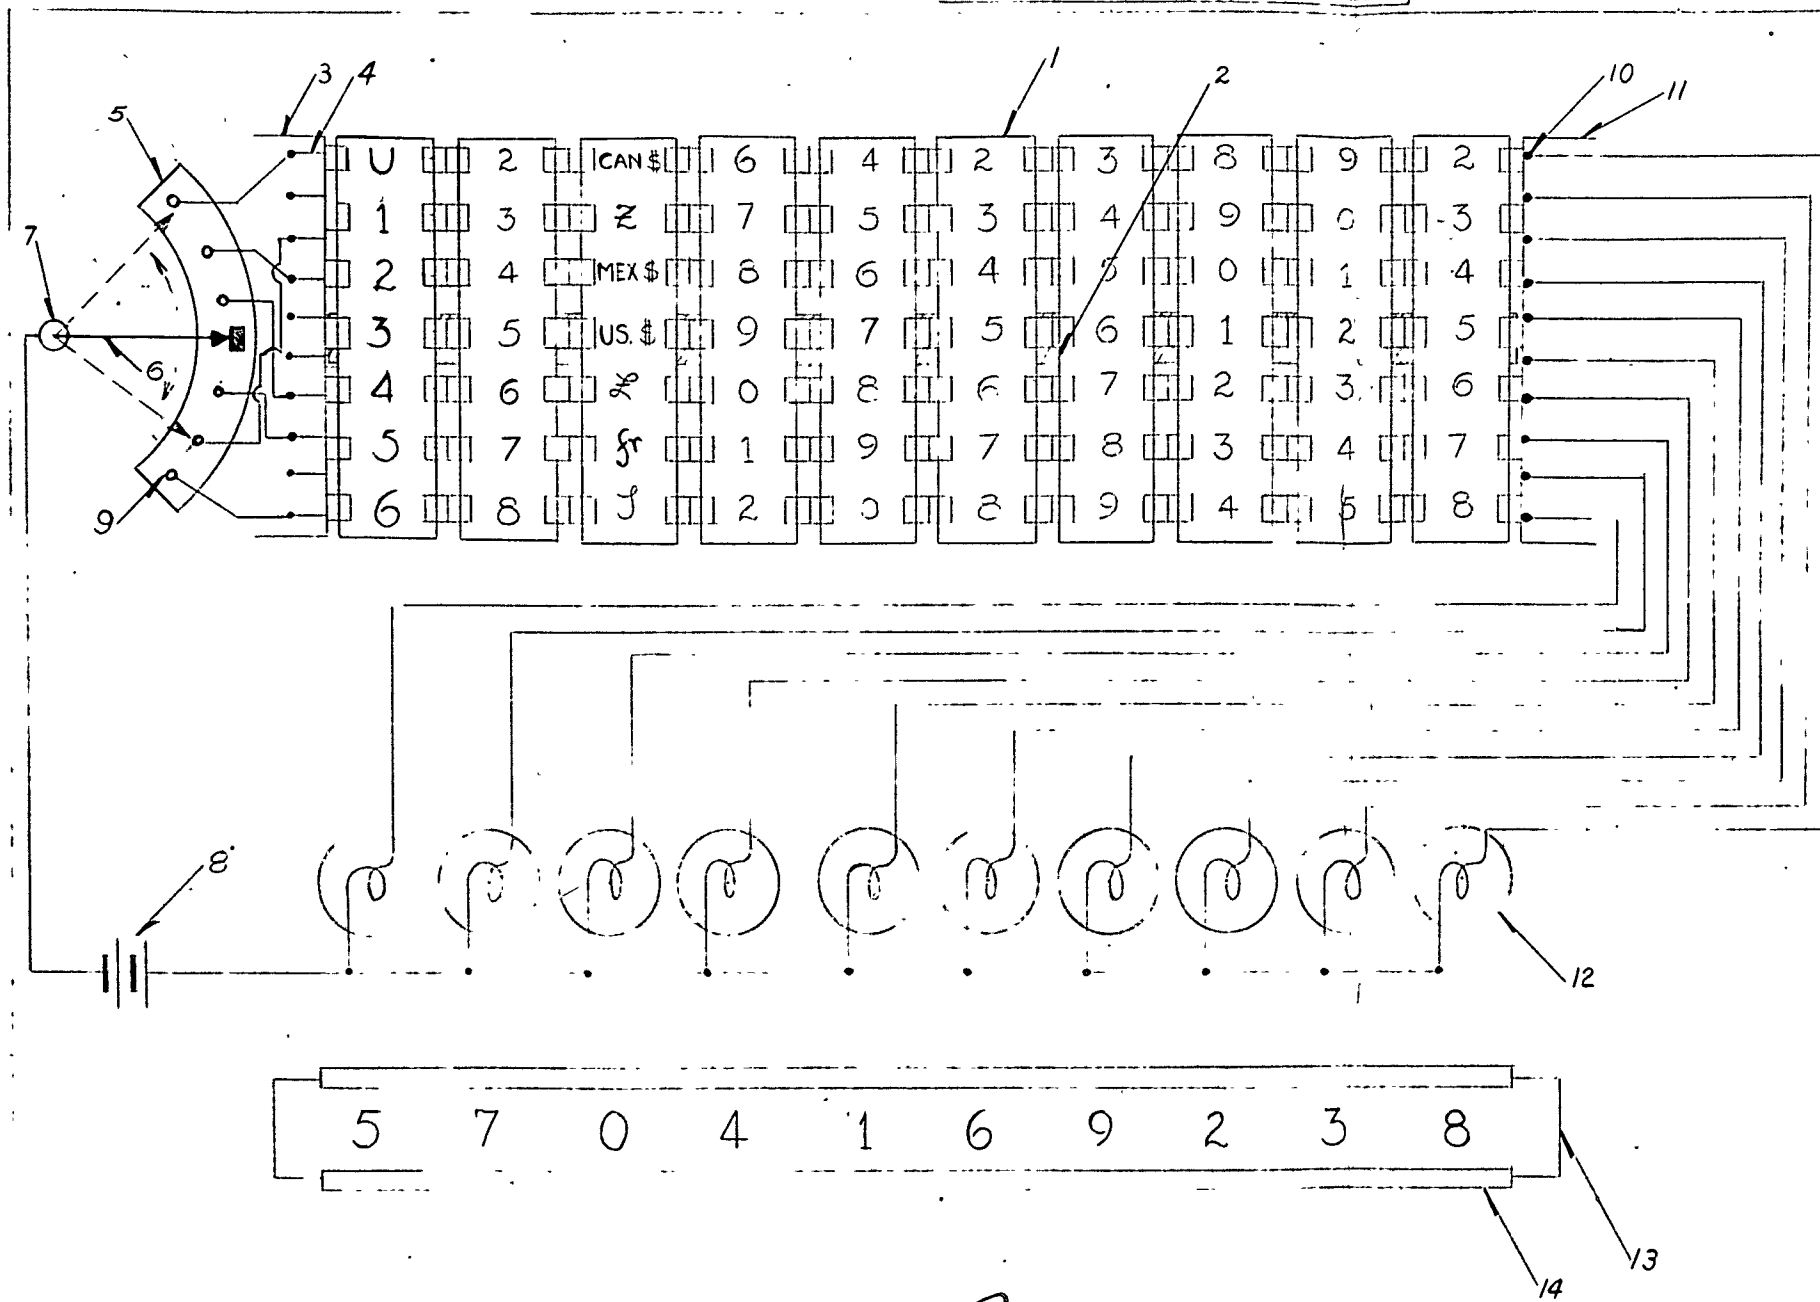 3 4 1 2 10 11
5
7
U 2 CAN $ 6 4 2 3 8 9 2
1 3 Z 7 5 3 4 9 0 3
2 4 MEX $ 8 6 4 5 0 1 4
3 5 US. $ 9 7 5 6 1 2 5
6
4 6 £ 0 8 6 7 2 3 6
5 7 fr 1 9 7 8 3 4 7
9
6 8 2 0 8 9 4 5 8
8
12
5 7 0 4 1 6 9 2 3 8
13
14